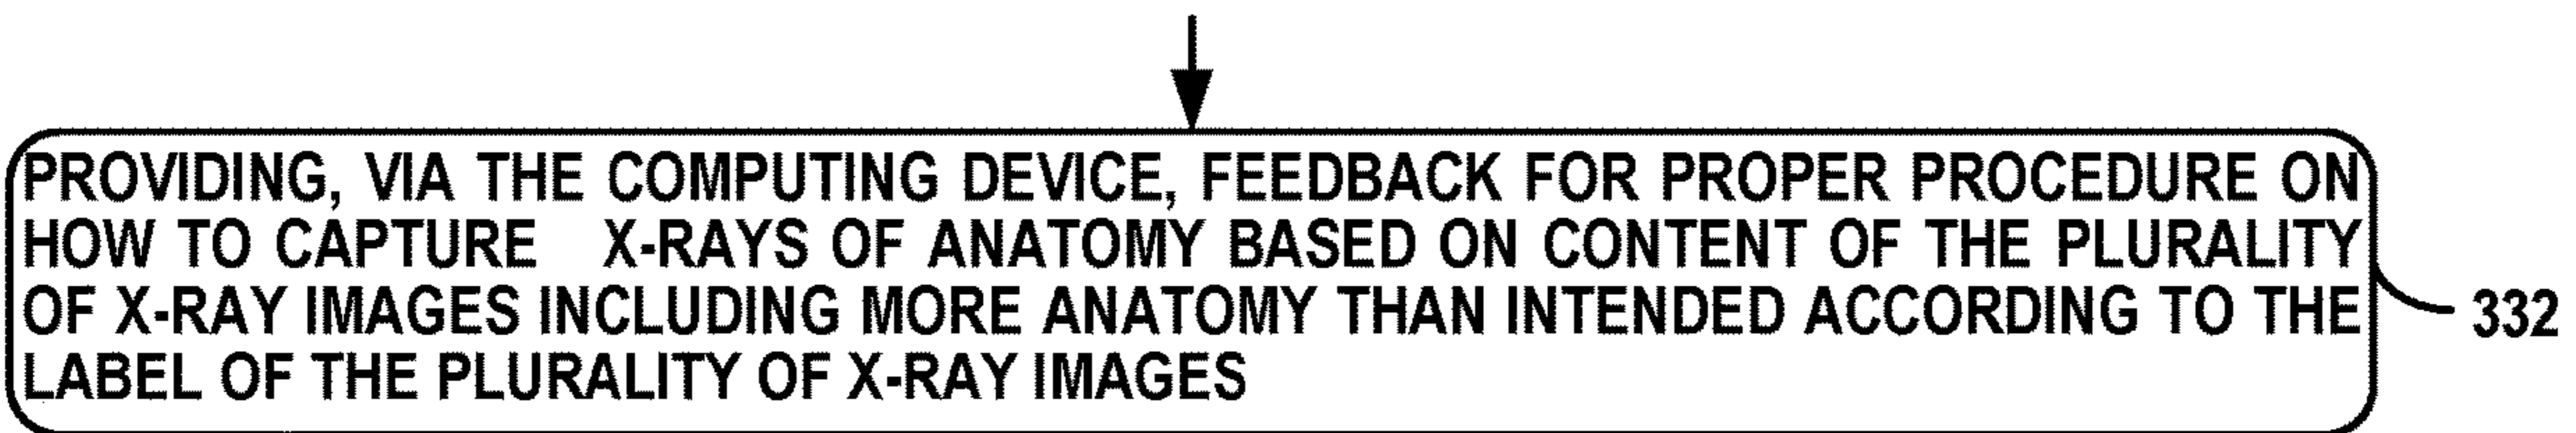 PROVIDING, VIA THE COMPUTING DEVICE, FEEDBACK FOR PROPER PROCEDURE ON
HOW TO CAPTURE X-RAYS OF ANATOMY BASED ON CONTENT OF THE PLURALITY
OF X-RAY IMAGES INCLUDING MORE ANATOMY THAN INTENDED ACCORDING TO THE
LABEL OF THE PLURALITY OF X-RAY IMAGES
332